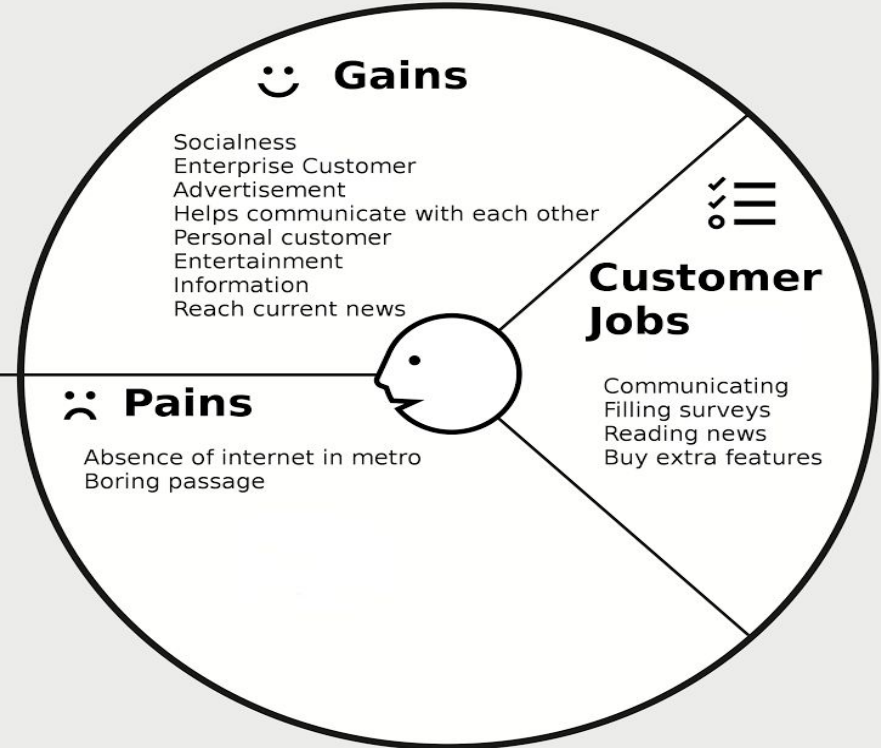 Gains
Socialness
Enterprise Customer
Advertisement
Helps communicate with each other
Personal customer
Entertainment
Information
Reach current news
Customer
Jobs
Communicating
Filling surveys
Reading news
Buy extra features
Pains
Absence of internet in metro
Boring passage